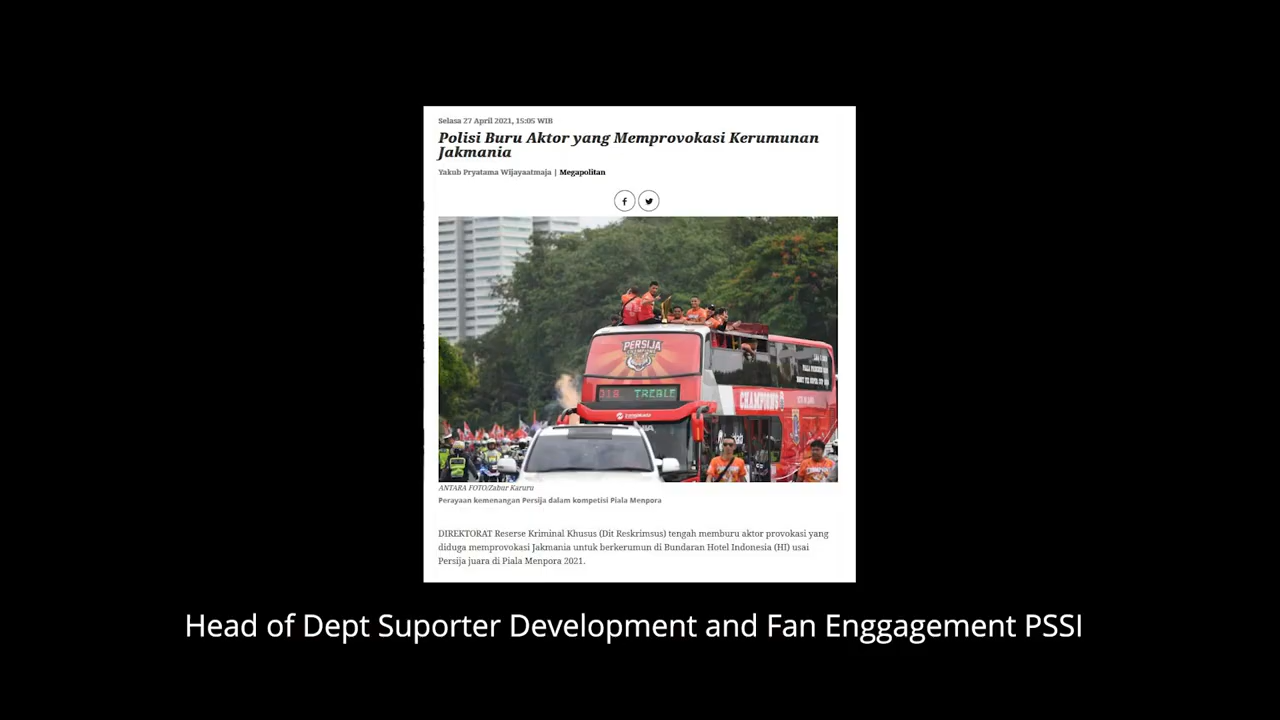 Selasa 27 April 2021, 15:05 WIB
Polisi Buru Aktor yang Memprovokasi Kerumunan
Jakmania
Yakub Pryatama Wijayaatmaja | Megapolitan
PERSIJA
TREBLE
CHAMPIONS
ANTARA FOTO/Zabur Karuru
Perayaan kemenangan Persija dalam kompetisi Piala Menpora
DIREKTORAT Reserse Kriminal Khusus (Dit Reskrimsus) tengah memburu aktor provokasi yang
diduga memprovokasi Jakmania untuk berkerumun di Bundaran Hotel Indonesia (HI) usai
Persija juara di Piala Menpora 2021.
Head of Dept Suporter Development and Fan Enggagement PSSI